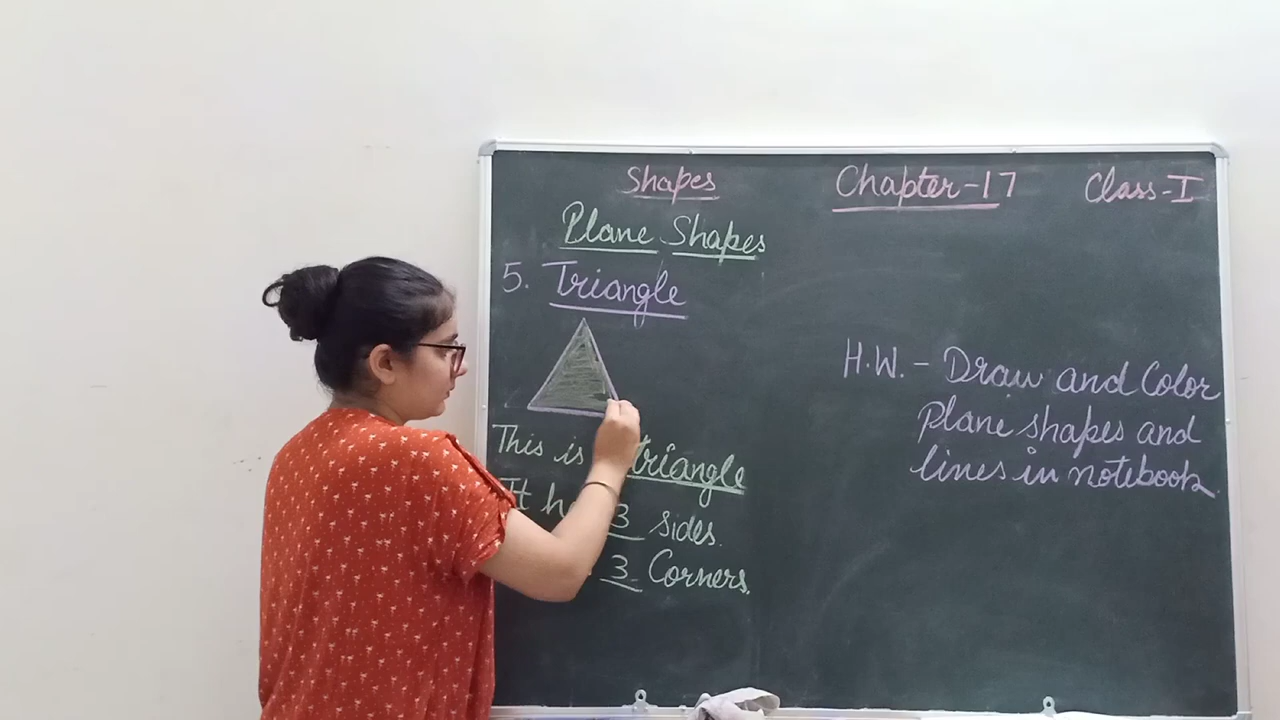 Shapes Chapter-17 Class-I
Plane Shapes
5. Triangle
This is triangle
It 3 sides.
3 Corners.
H.W. - Draw and Color
Plane shapes and
lines in notebook.